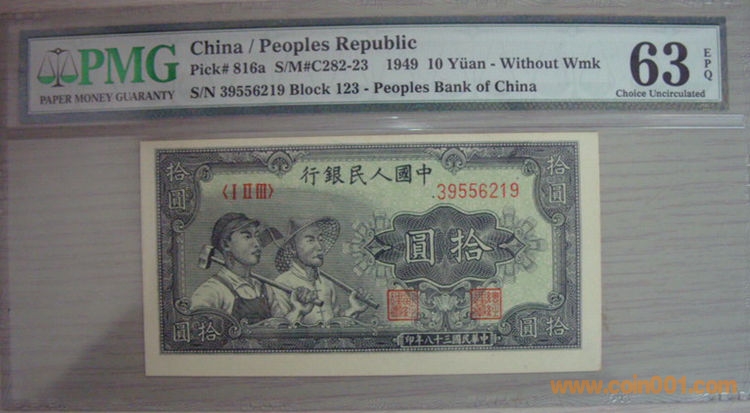 PMG
PAPER MONEY GUARANTY
China / Peoples Republic
Pick# 816a S/M#C282-23 1949 10 Yüan - Without Wmk
S/N 39556219 Block 123 - Peoples Bank of China
63 EPQ
Choice Uncirculated
行銀民人國中
〈I II III〉
.39556219
拾圓
拾圓
圓拾
圓拾
圓拾
印年八十三國民華中
www.coin001.com